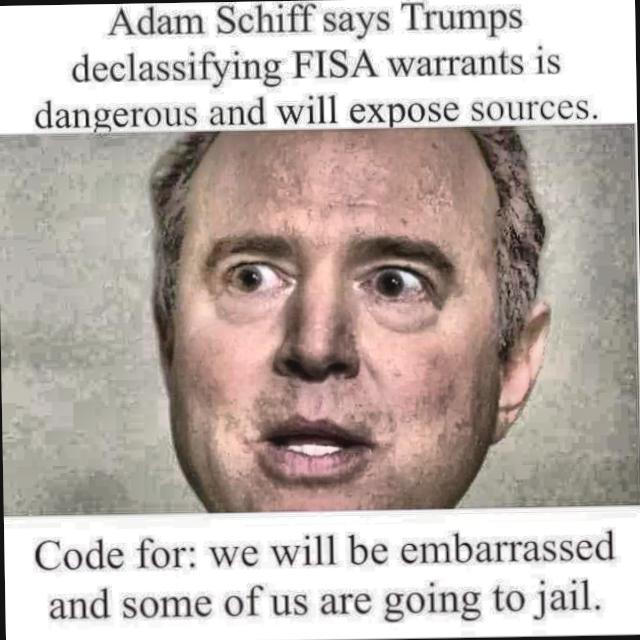 Adam Schiff says Trumps
declassifying FISA warrants is
dangerous and will expose sources.
Code for: we will be embarrassed
and some of us are going to jail.